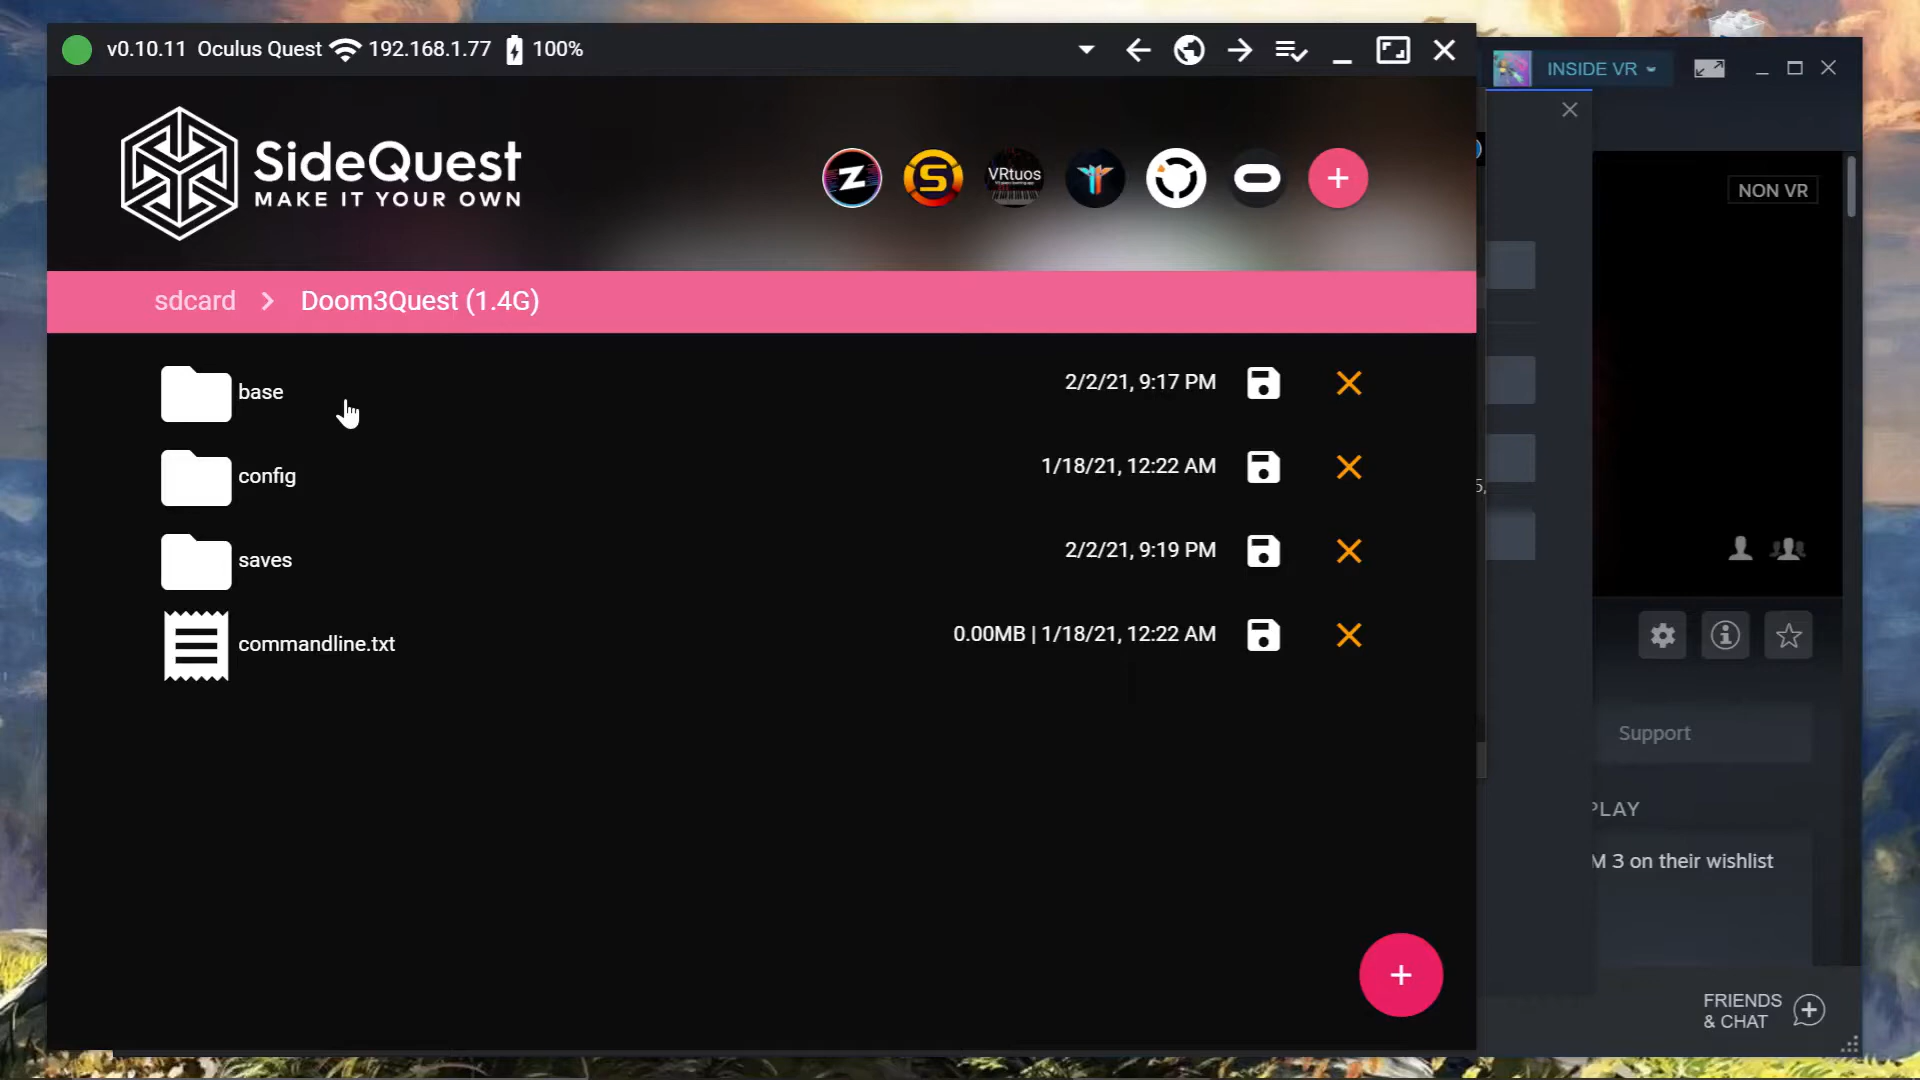 v0.10.11 Oculus Quest 192.168.1.77 100%
INSIDE VR
SideQuest
MAKE IT YOUR OWN
Z
S
VRtuos
NON VR
sdcard > Doom3Quest (1.4G)
base 2/2/21, 9:17 PM
config 1/18/21, 12:22 AM
5,
saves 2/2/21, 9:19 PM
commandline.txt 0.00MB | 1/18/21, 12:22 AM
Support
PLAY
M 3 on their wishlist
FRIENDS
& CHAT